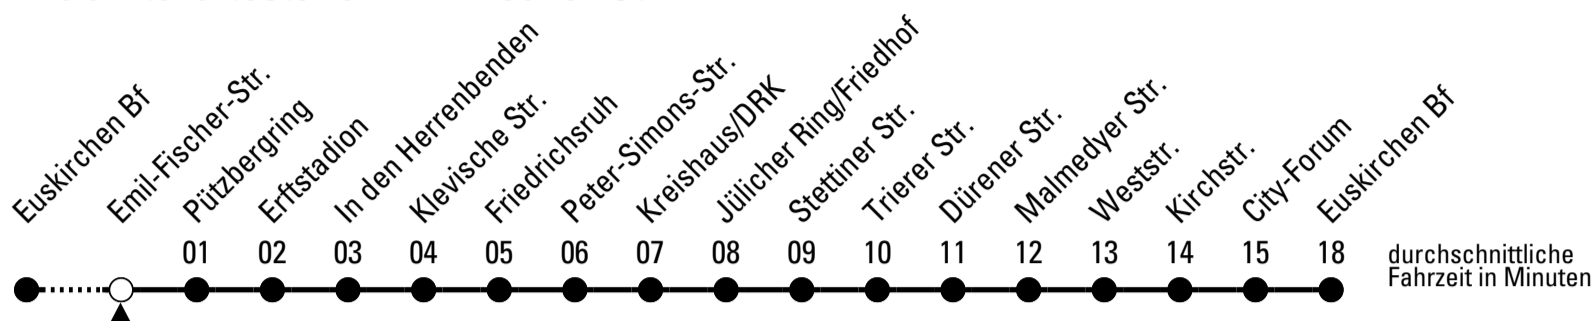 Euskirchen Bf
Emil-Fischer-Str.
Pützbergring
Erftstadion
In den Herrenbenden
Klevische Str.
Friedrichsruh
Peter-Simons-Str.
Kreishaus/DRK
Jülicher Ring/Friedhof
Stettiner Str.
Trierer Str.
Dürener Str.
Malmedyer Str.
Weststr.
Kirchstr.
City-Forum
Euskirchen Bf
01 02 03 04 05 06 07 08 09 10 11 12 13 14 15 18
durchschnittliche
Fahrzeit in Minuten